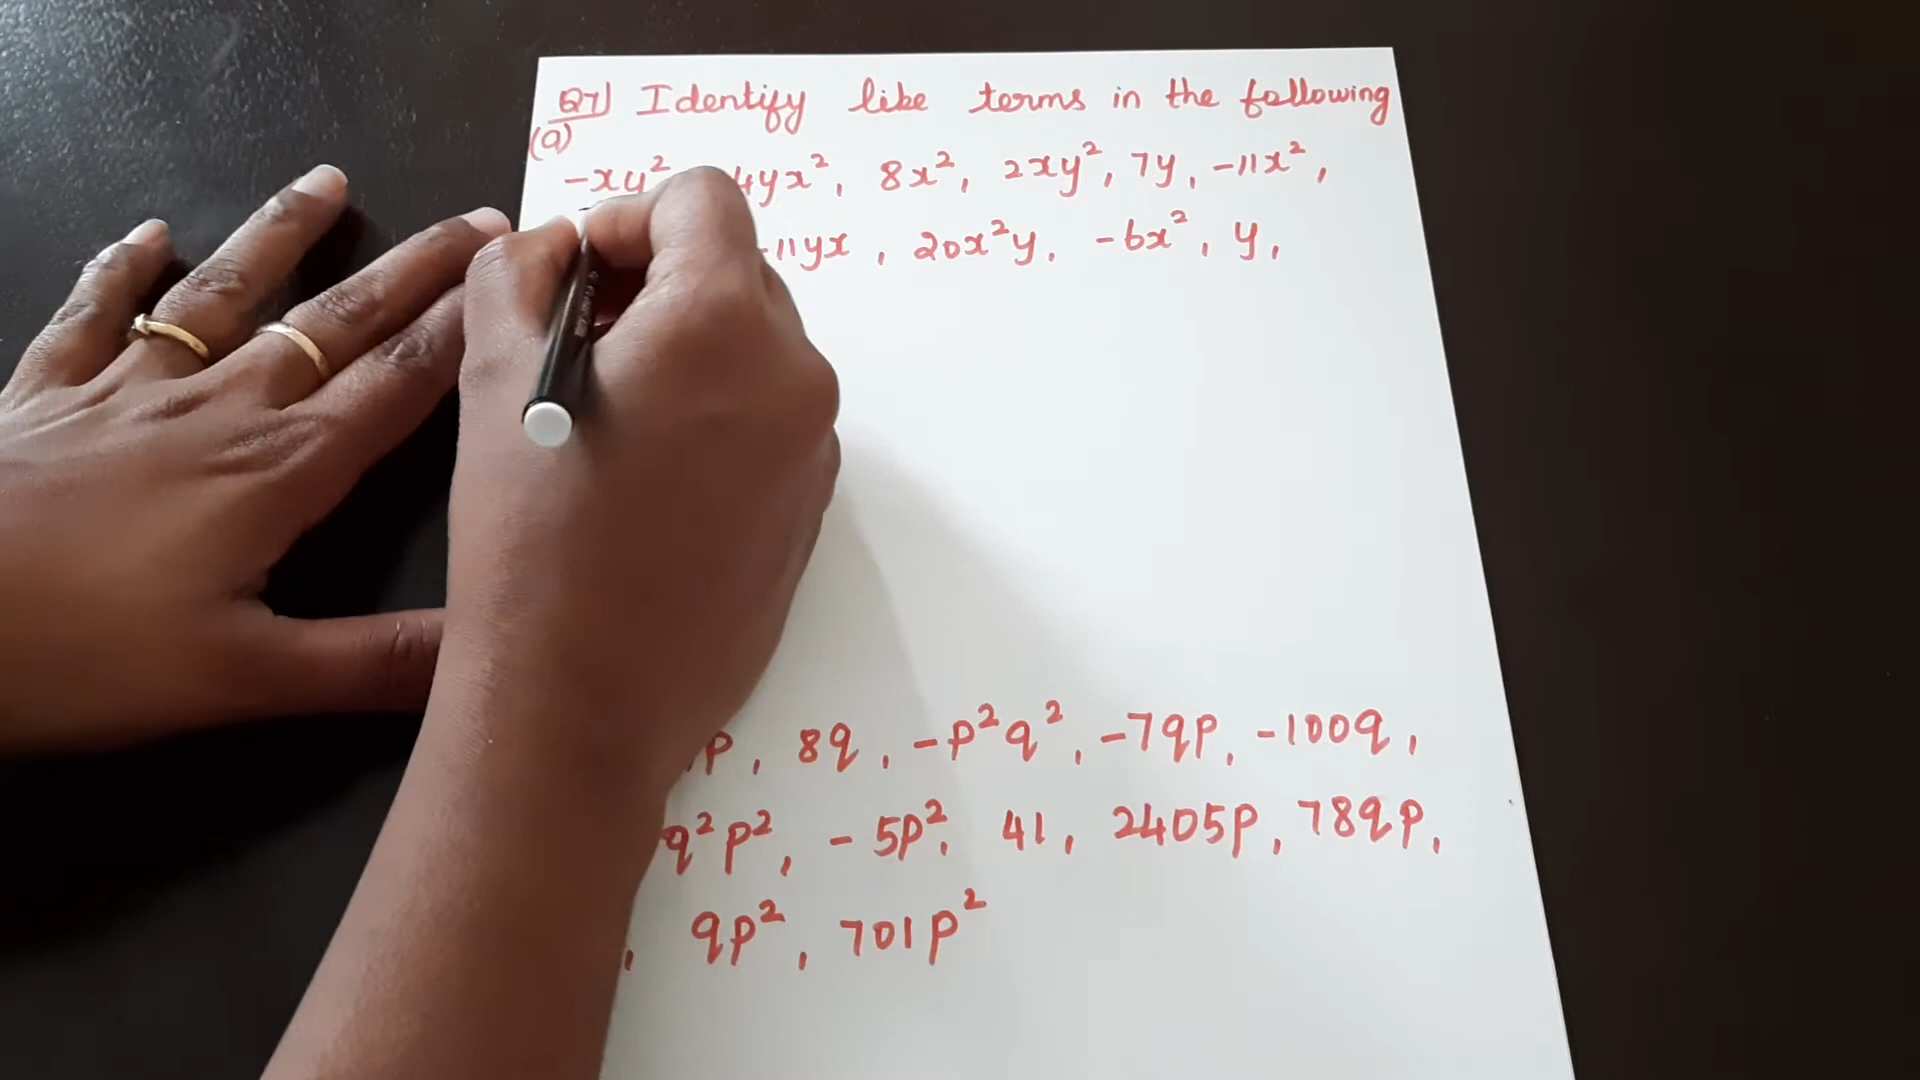 Q7) Identify like terms in the following
(a)
-xy², 4yx², 8x², 2xy², 7y, -11x²,
-11yx, 20x²y, -6x², y,
p, 8q, -p²q², -7qp, -100q,
q²p², -5p², 41, 2405p, 78qp,
, qp², 701p²